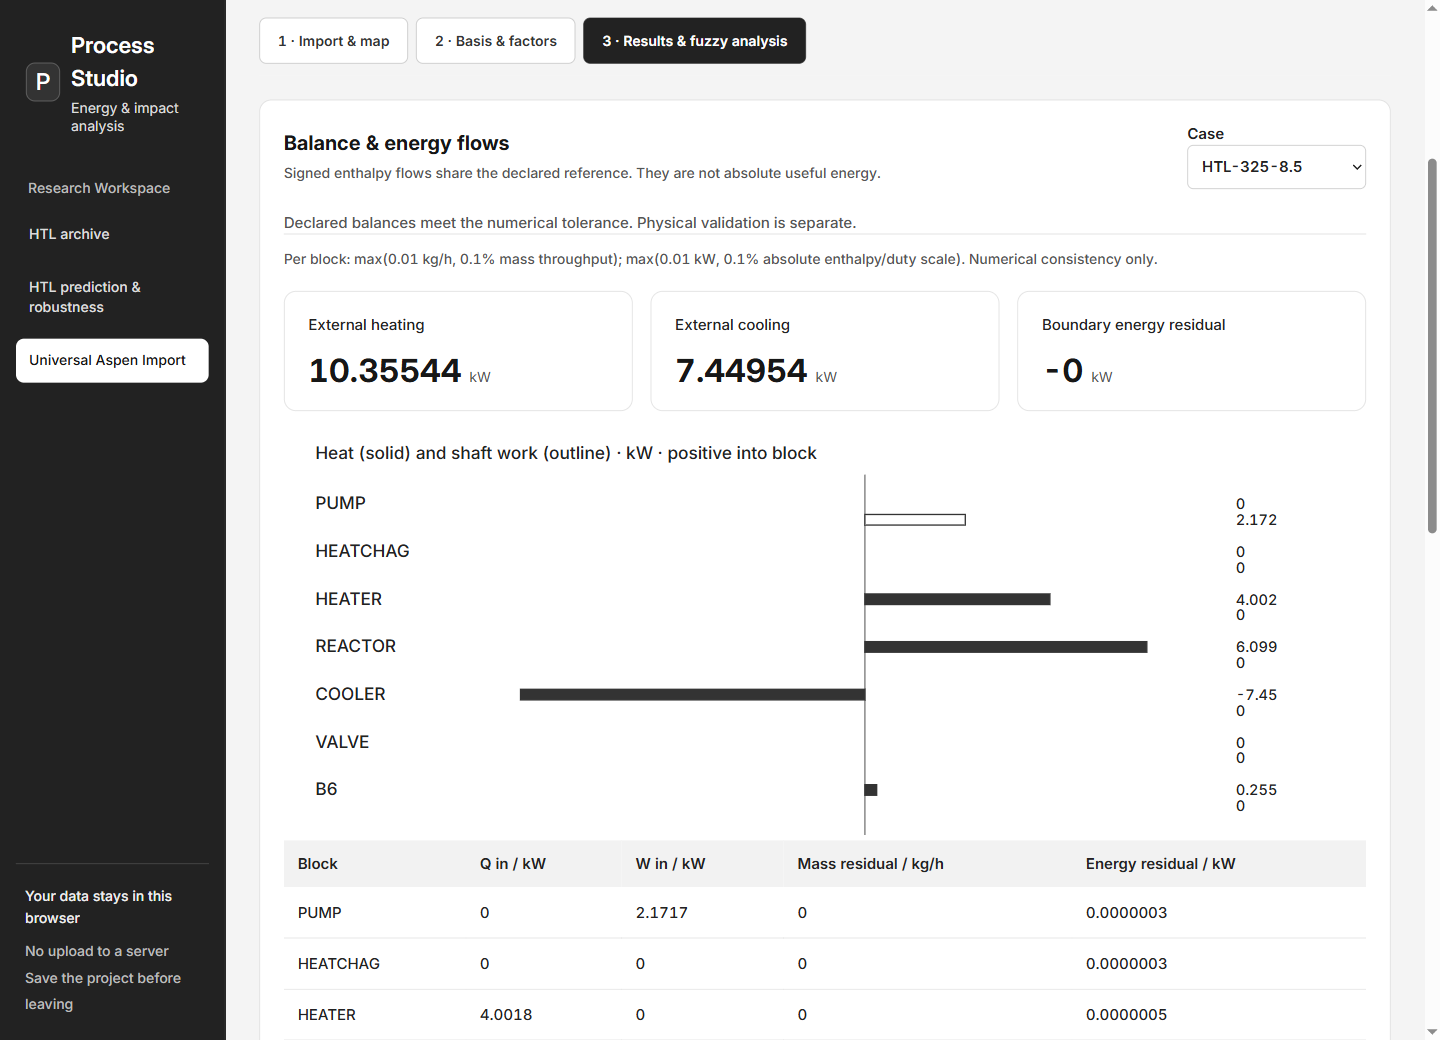 P
Process
Studio
Energy & impact
analysis
Research Workspace
HTL archive
HTL prediction &
robustness
Universal Aspen Import
Your data stays in this
browser
No upload to a server
Save the project before
leaving
1 · Import & map
2 · Basis & factors
3 · Results & fuzzy analysis
Balance & energy flows
Signed enthalpy flows share the declared reference. They are not absolute useful energy.
Case
HTL-325-8.5
Declared balances meet the numerical tolerance. Physical validation is separate.
Per block: max(0.01 kg/h, 0.1% mass throughput); max(0.01 kW, 0.1% absolute enthalpy/duty scale). Numerical consistency only.
External heating
10.35544 kW
External cooling
7.44954 kW
Boundary energy residual
-0 kW
Heat (solid) and shaft work (outline) · kW · positive into block
PUMP
0
2.172
HEATCHAG
0
0
HEATER
4.002
0
REACTOR
6.099
0
COOLER
-7.45
0
VALVE
0
0
B6
0.255
0
Block Q in / kW W in / kW Mass residual / kg/h Energy residual / kW
PUMP 0 2.1717 0 0.0000003
HEATCHAG 0 0 0 0.0000003
HEATER 4.0018 0 0 0.0000005